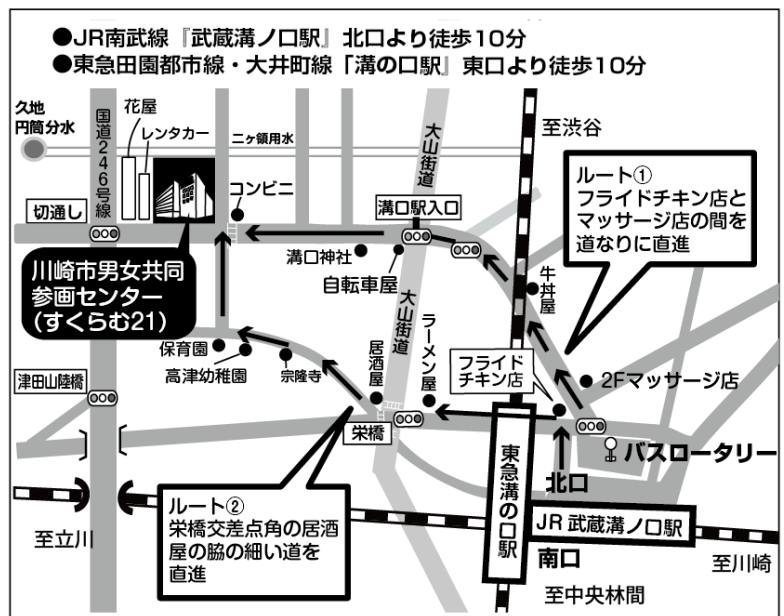 ●JR南武線『武蔵溝ノ口駅』北口より徒歩10分
●東急田園都市線・大井町線「溝の口駅」東口より徒歩10分
久地
円筒分水
国道246号線
花屋
レンタカー
二ヶ領用水
大山街道
至渋谷
ルート①
フライドチキン店と
マッサージ店の間を
道なりに直進
切通し
コンビニ
溝口駅入口
溝口神社
自転車屋
牛丼屋
川崎市男女共同
参画センター
(すくらむ21)
大山街道
保育園
高津幼稚園
宗隆寺
居酒屋
ラーメン屋
フライド
チキン店
2Fマッサージ店
津田山陸橋
栄橋
バスロータリー
北口
東急溝の口駅
ルート②
栄橋交差点角の居酒
屋の脇の細い道を
直進
JR武蔵溝ノ口駅
至立川
南口
至川崎
至中央林間